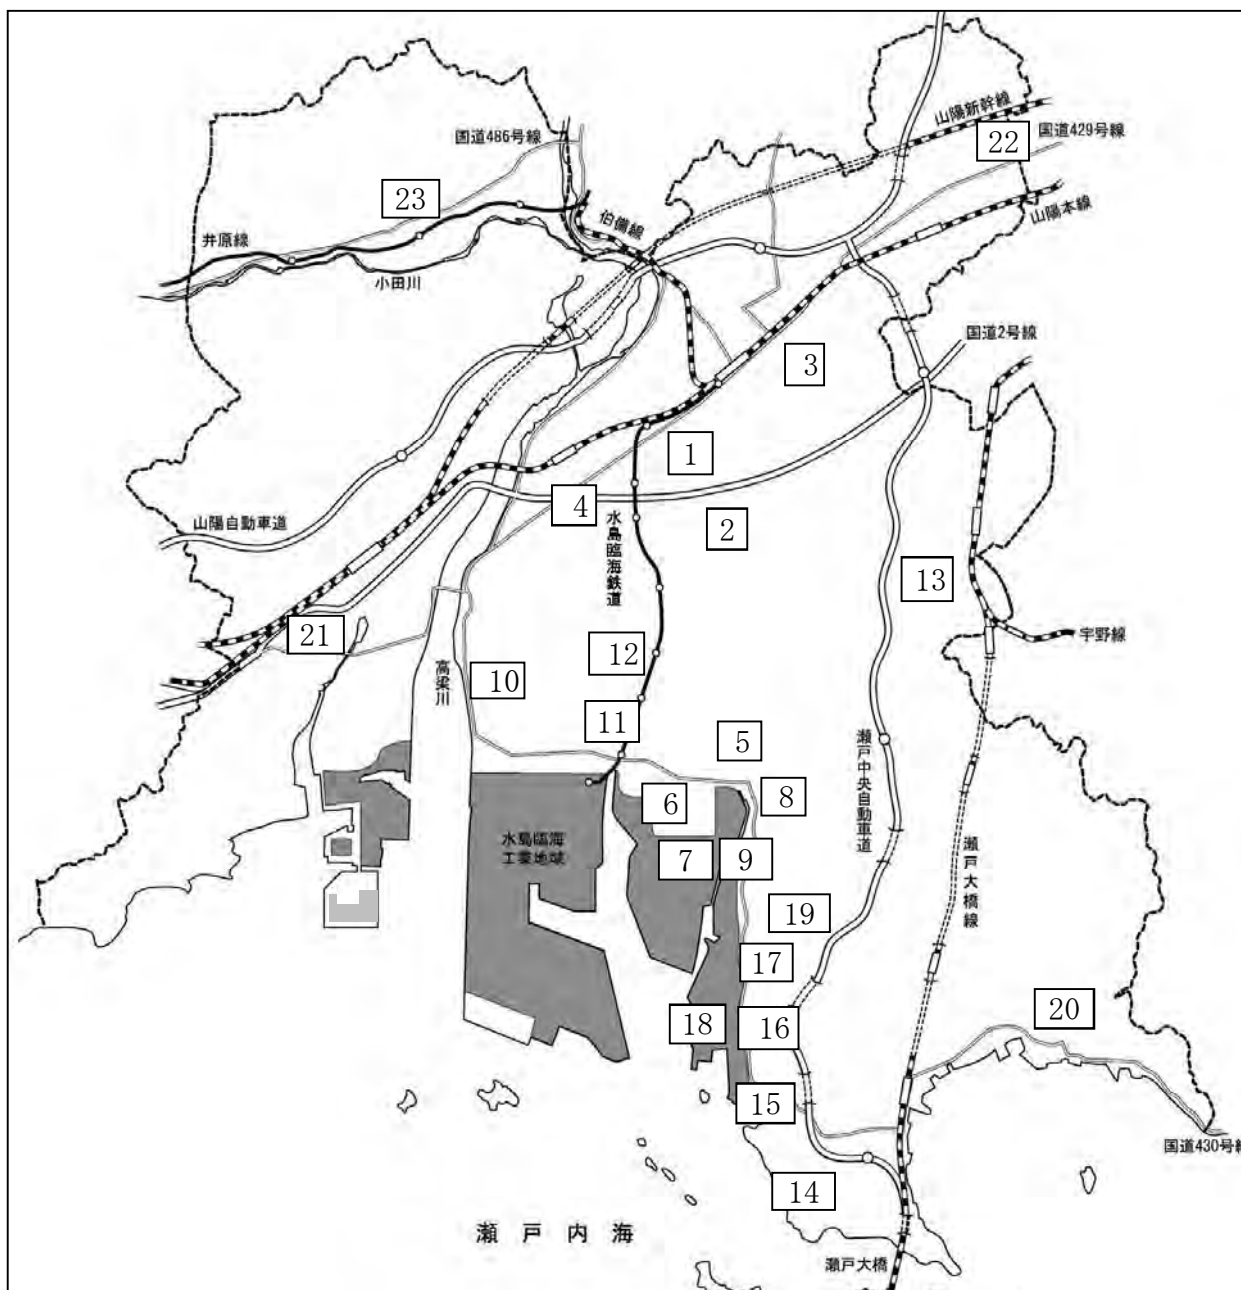 山陽新幹線
国道486号線
22
国道429号線
23
山陽本線
伯備線
井原線
小田川
国道2号線
3
1
4
山陽自動車道
水島臨海鉄道
2
13
21
宇野線
12
高梁川
10
11
5
瀬戸中央自動車道
8
6
水島臨海
工業地域
7
9
瀬戸大橋線
19
17
20
18
16
15
国道430号線
14
瀬戸内海
瀬戸大橋